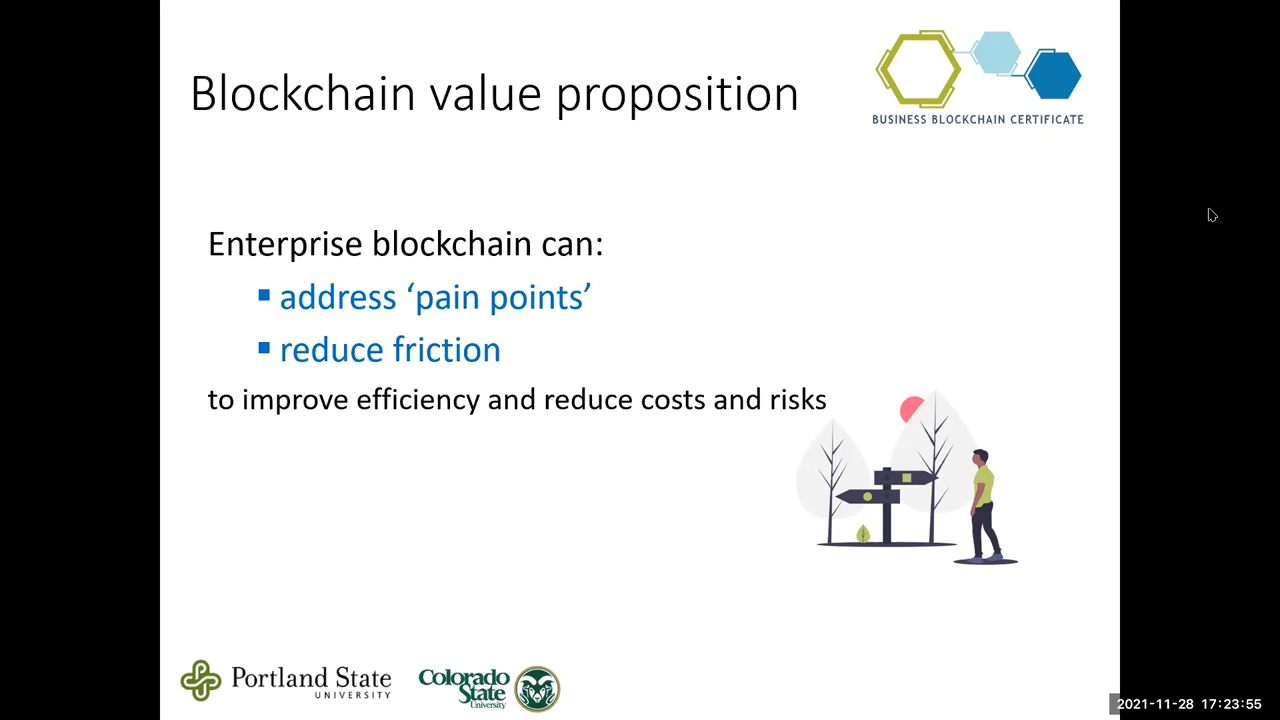 Blockchain value proposition
BUSINESS BLOCKCHAIN CERTIFICATE
Enterprise blockchain can:
▪ address ‘pain points’
▪ reduce friction
to improve efficiency and reduce costs and risks
Portland State
UNIVERSITY
Colorado
State
University
2021-11-28 17:23:55